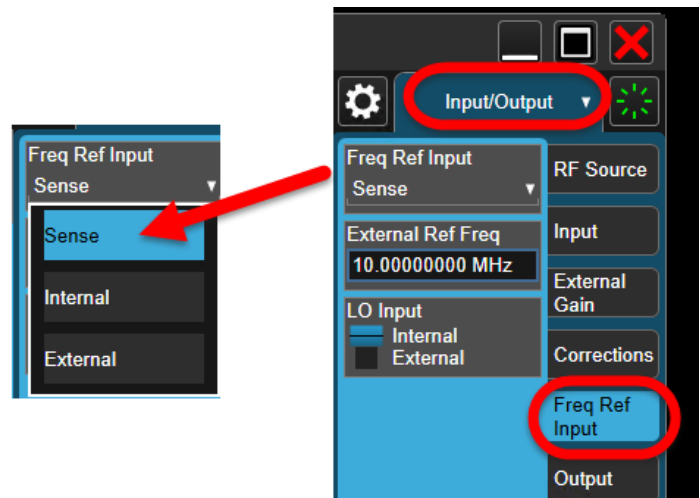 Freq Ref Input
Sense
Sense
Internal
External
Input/Output
Freq Ref Input
Sense
External Ref Freq
10.00000000 MHz
LO Input
Internal
External
RF Source
Input
External
Gain
Corrections
Freq Ref
Input
Output